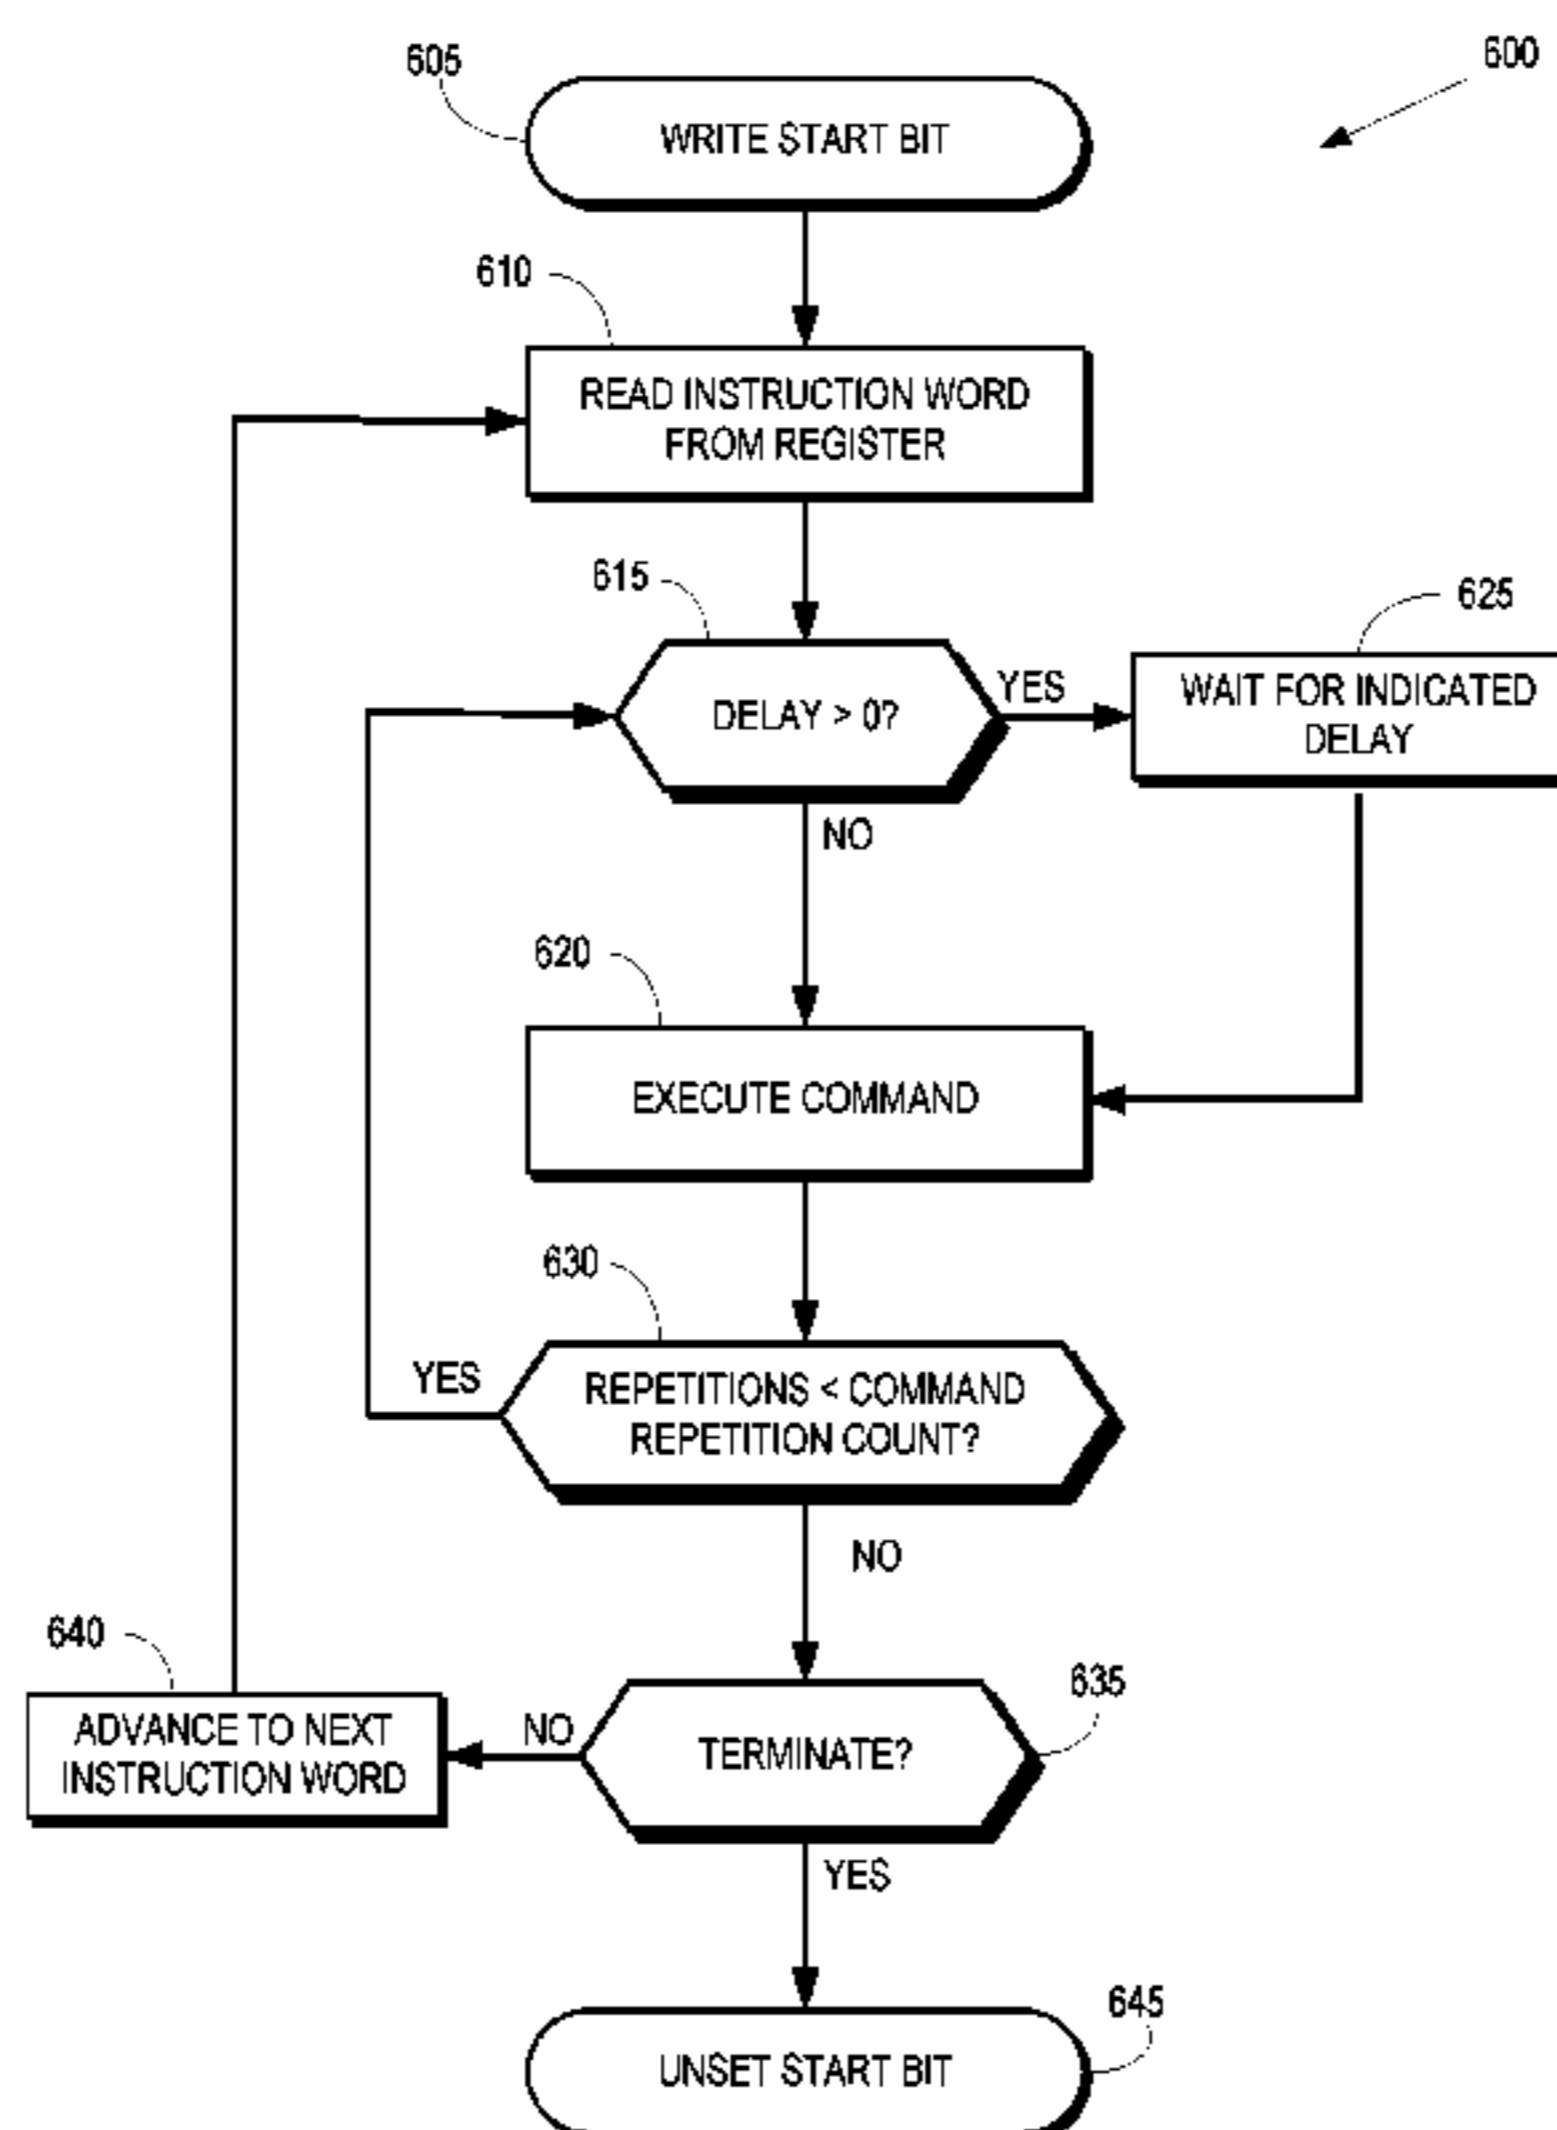 605
600
WRITE START BIT
610
READ INSTRUCTION WORD
FROM REGISTER
615
625
DELAY > 0?
YES
WAIT FOR INDICATED
DELAY
NO
620
EXECUTE COMMAND
630
YES
REPETITIONS < COMMAND
REPETITION COUNT?
NO
640
635
ADVANCE TO NEXT
INSTRUCTION WORD
NO
TERMINATE?
YES
645
UNSET START BIT